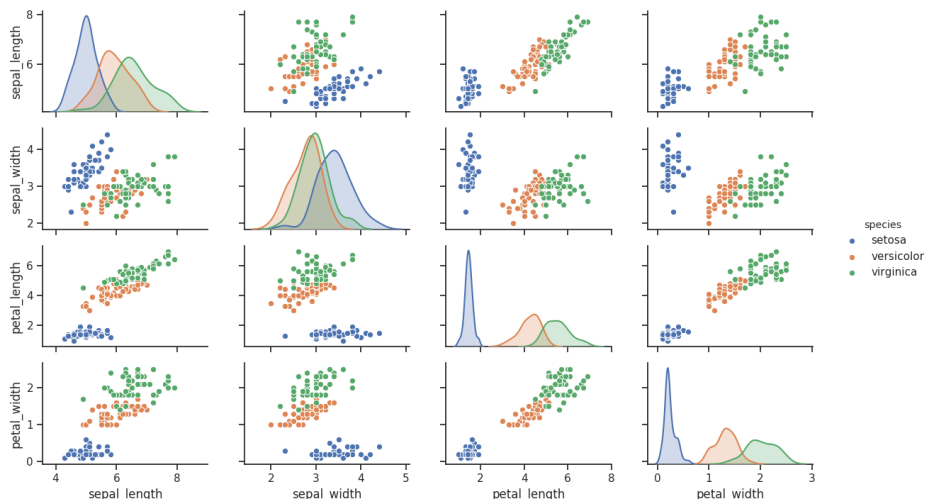 sepal_length
8
6
sepal_width
4
3
2
petal_length
6
4
2
petal_width
2
1
0
4 6 8
sepal_length
2 3 4 5
sepal_width
2 4 6 8
petal_length
0 1 2 3
petal_width
species
setosa
versicolor
virginica